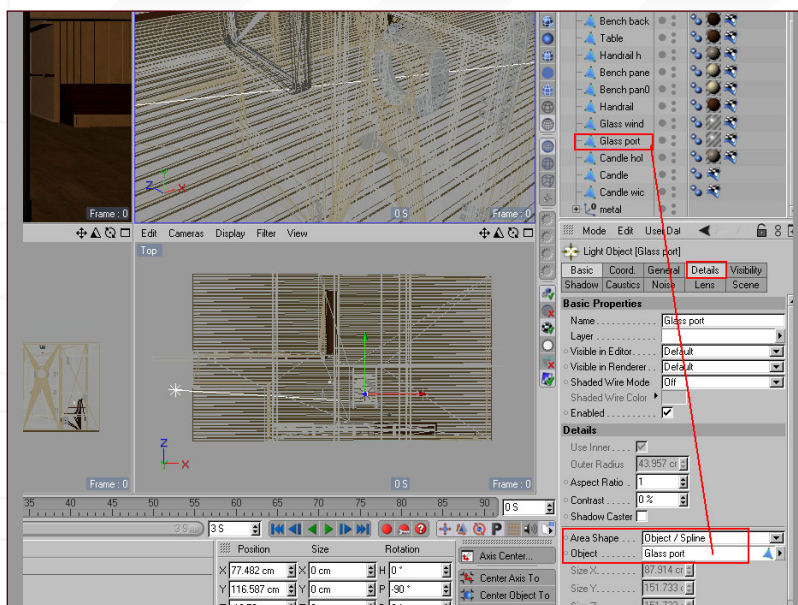 Bench back
Table
Handrail h
Bench pane
Bench pan0
Handrail
Glass wind
Glass port
Candle hol
Candle
Candle wic
metal
Frame : 0
0 S
Frame : 0
Edit Cameras Display Filter View
Top
Mode Edit User Dat
Light Object [Glass port]
Basic Coord. General Details Visibility
Shadow Caustics Noise Lens Scene
Basic Properties
Name Glass port
Layer
Visible in Editor Default
Visible in Renderer Default
Shaded Wire Mode Off
Shaded Wire Color
Enabled
Details
Use Inner
Outer Radius 43.957 cm
Aspect Ratio 1
Contrast 0 %
Shadow Caster
Area Shape Object / Spline
Object Glass port
Size X 87.914 cm
Size Y 151.733
Z
X
Z
X
Frame : 0
0 S
Frame : 0
35 40 45 50 55 60 65 70 75 80 85 90 0 S
3 S 3 S
P
Position Size Rotation
X 77.482 cm X 0 cm H 0 °
Y 116.587 cm Y 0 cm P -90 °
Axis Center...
Center Axis To
Center Object To